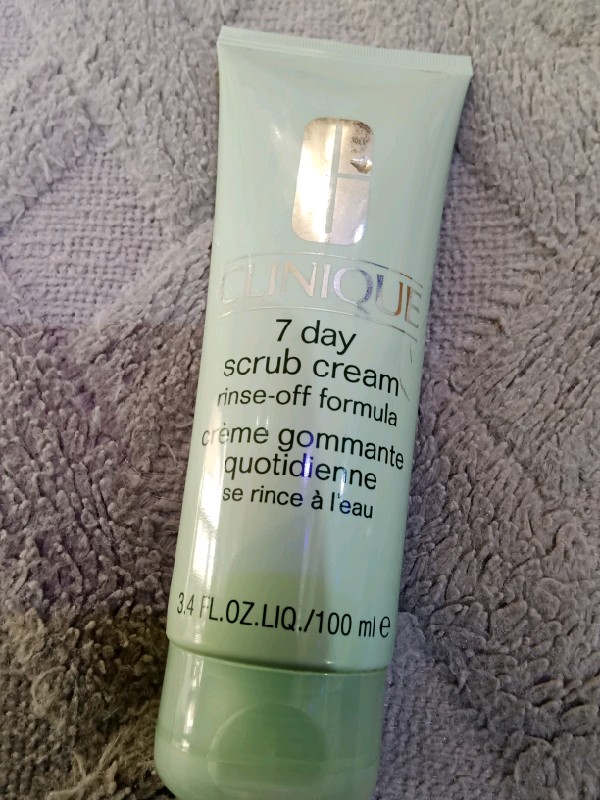 CLINIQUE
7 day
scrub cream
rinse-off formula
crème gommante
quotidienne
se rince à l'eau
3.4 FL.OZ.LIQ./100 ml ℮